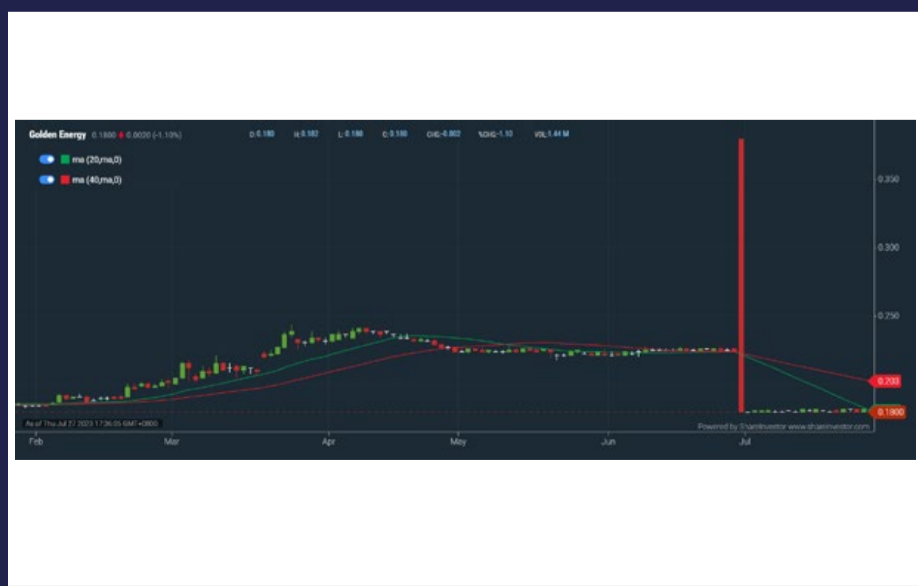 Golden Energy 0.1800 0.0020 (-1.10%) O:0.180 H:0.182 L:0.180 C:0.180 CHG:-0.002 %CHG:-1.10 VOL:1.44 M
ma (20,ma,0)
ma (40,ma,0)
0.350
0.300
0.250
0.203
0.1800
As of Thu Jul 27 2023 17:36:05 GMT+0800
Powered by ShareInvestor www.shareinvestor.com
Feb Mar Apr May Jun Jul